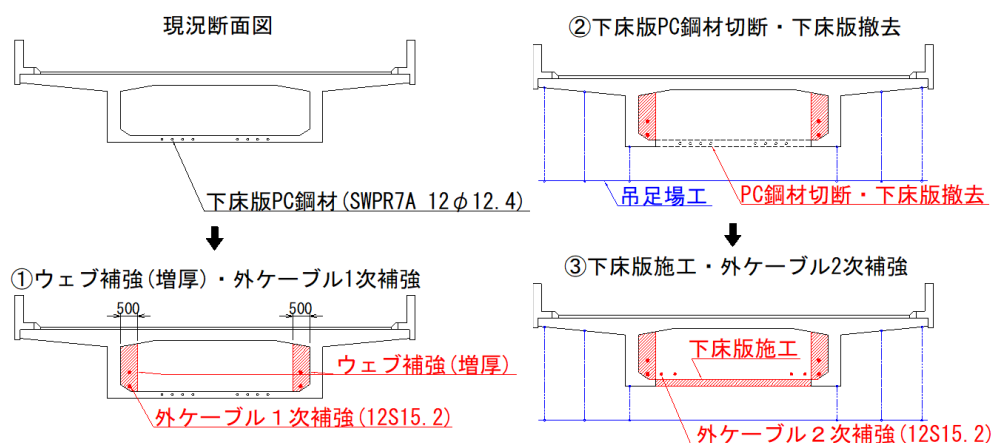 現況断面図
下床版PC鋼材(SWPR7A 12φ12.4)
①ウェブ補強(増厚)・外ケーブル1次補強
500
500
ウェブ補強(増厚)
外ケーブル１次補強(12S15.2)
②下床版PC鋼材切断・下床版撤去
吊足場工
PC鋼材切断・下床版撤去
③下床版施工・外ケーブル2次補強
下床版施工
外ケーブル２次補強(12S15.2)